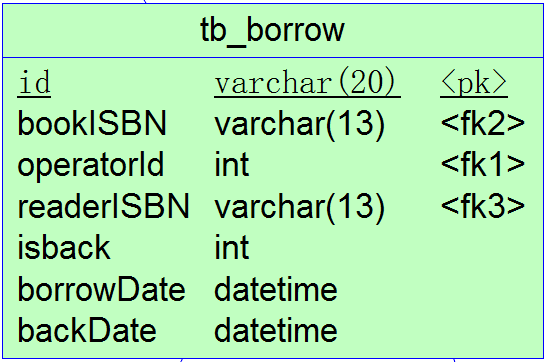 tb_borrow
id varchar(20) <pk>
bookISBN varchar(13) <fk2>
operatorId int <fk1>
readerISBN varchar(13) <fk3>
isback int
borrowDate datetime
backDate datetime